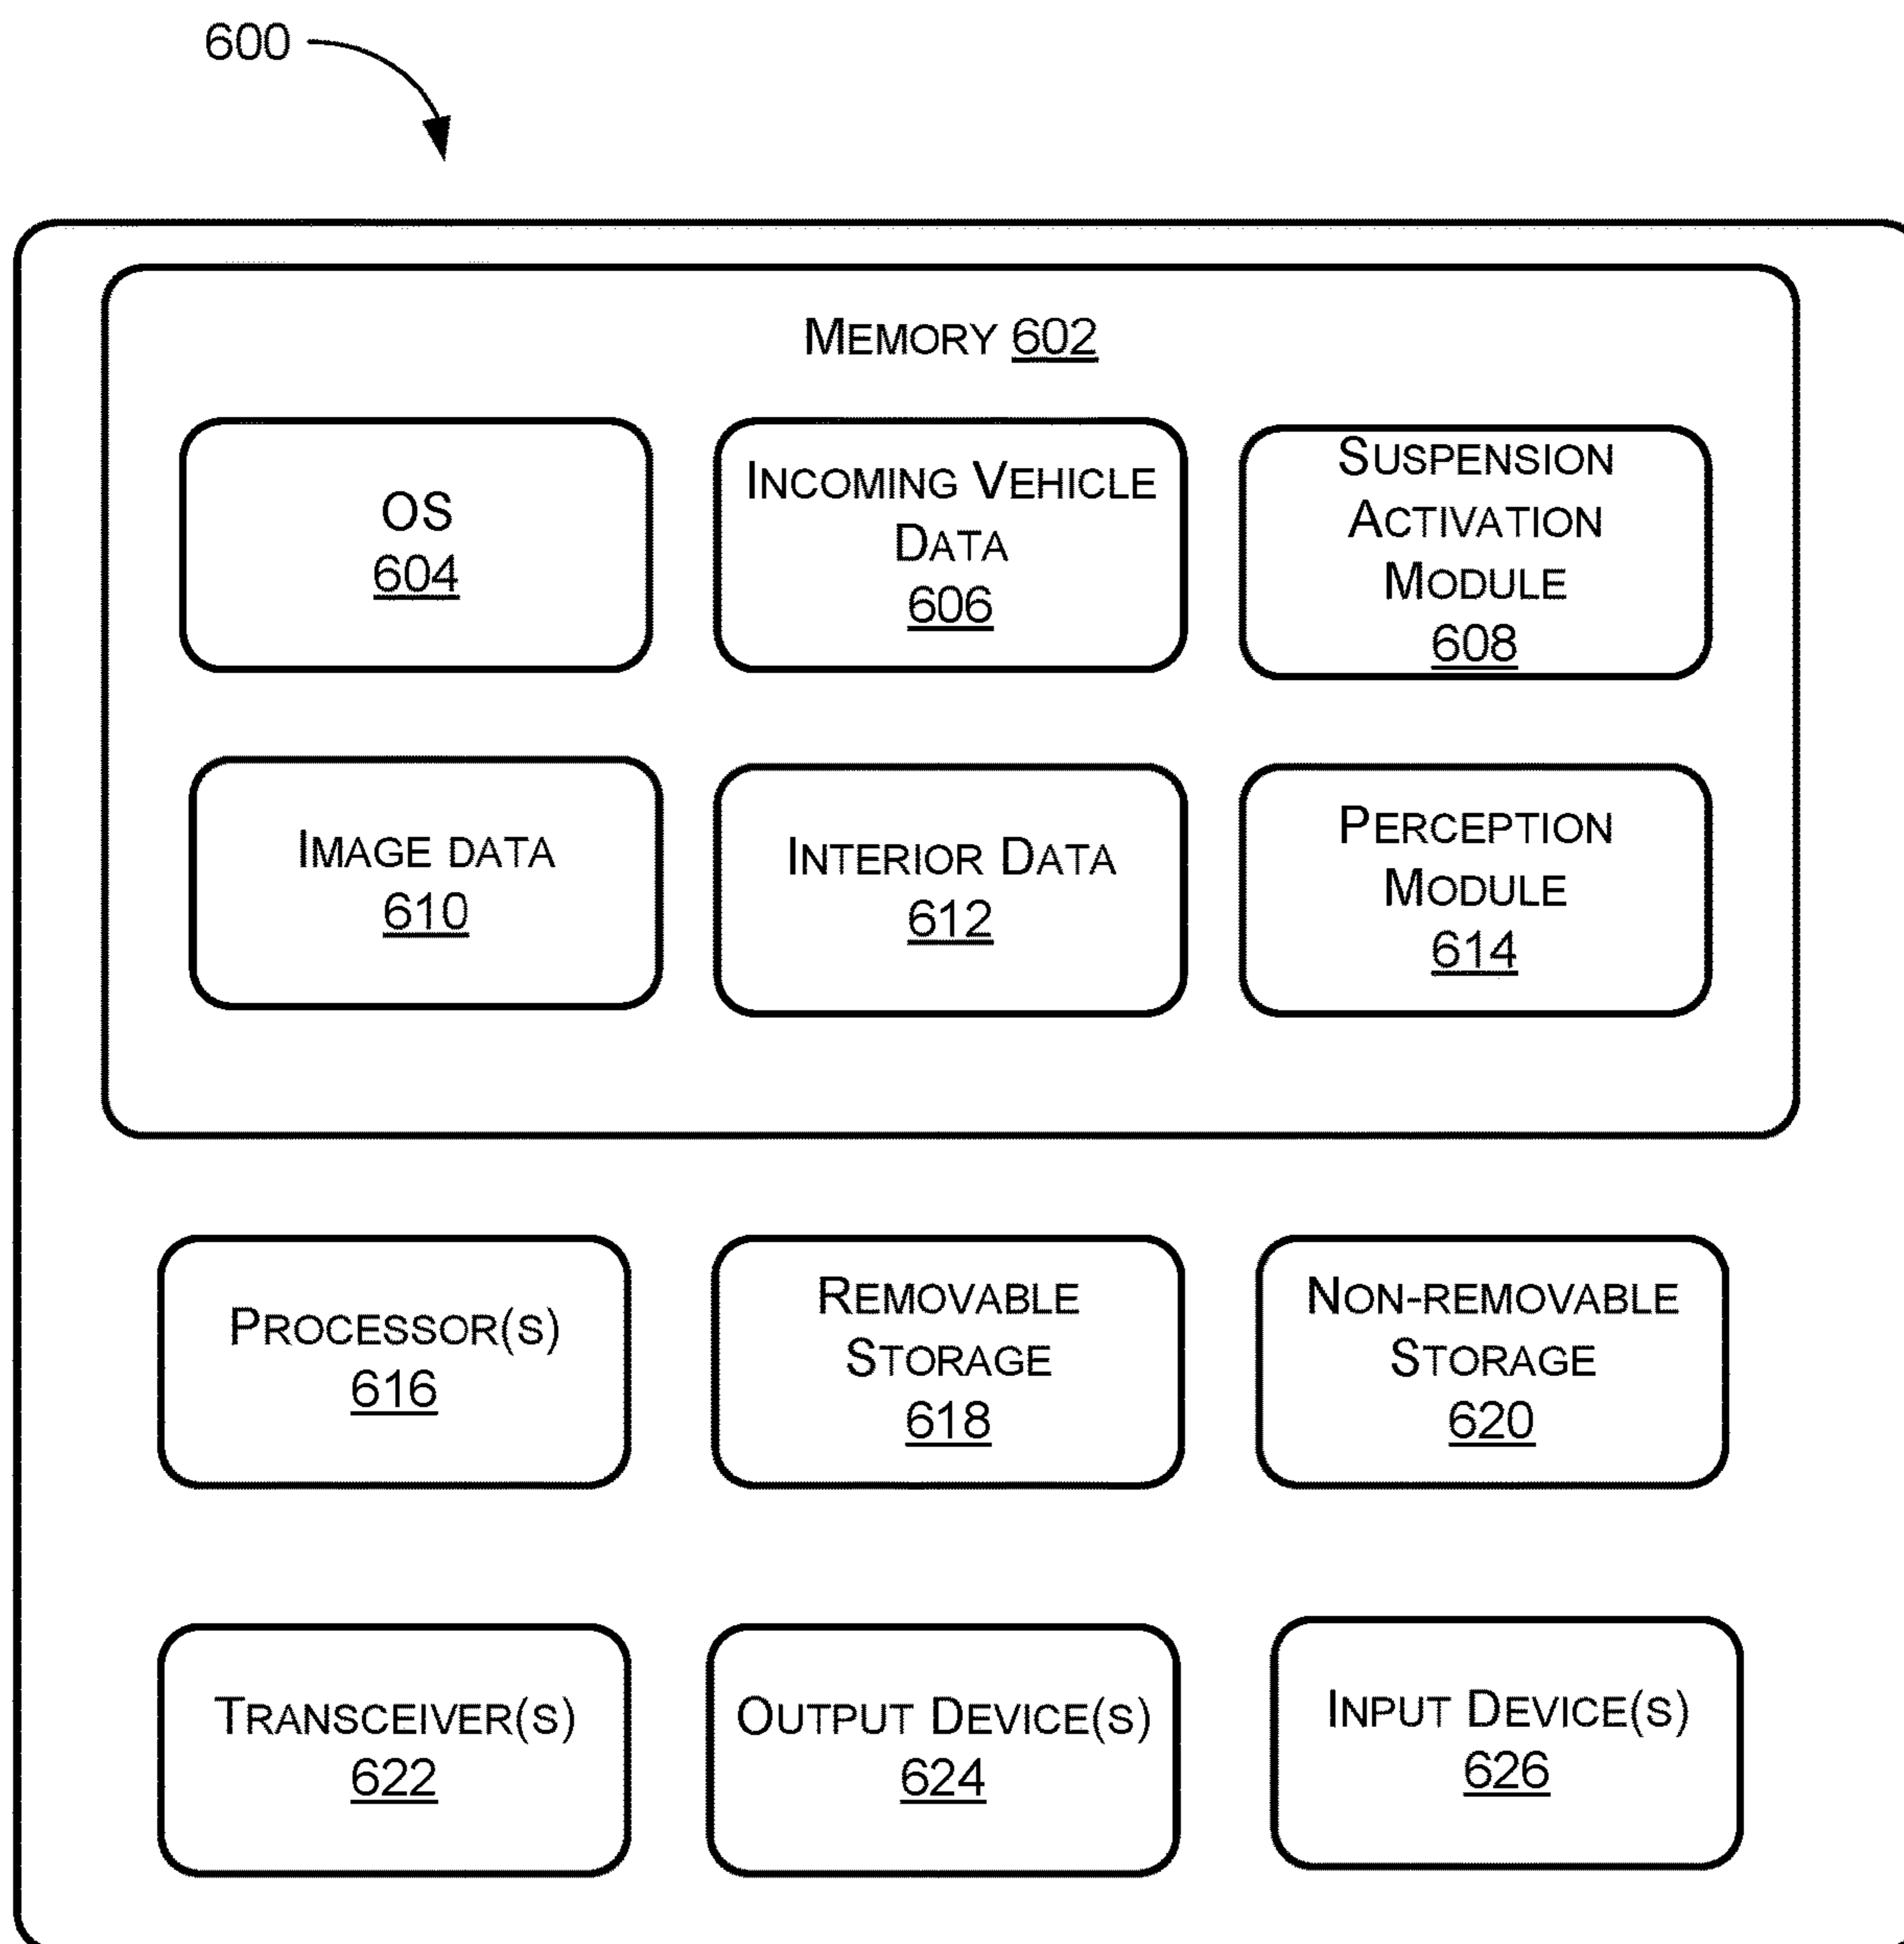 600
MEMORY 602
OS
604
INCOMING VEHICLE
DATA
606
SUSPENSION
ACTIVATION
MODULE
608
IMAGE DATA
610
INTERIOR DATA
612
PERCEPTION
MODULE
614
PROCESSOR(S)
616
REMOVABLE
STORAGE
618
NON-REMOVABLE
STORAGE
620
TRANSCEIVER(S)
622
OUTPUT DEVICE(S)
624
INPUT DEVICE(S)
626